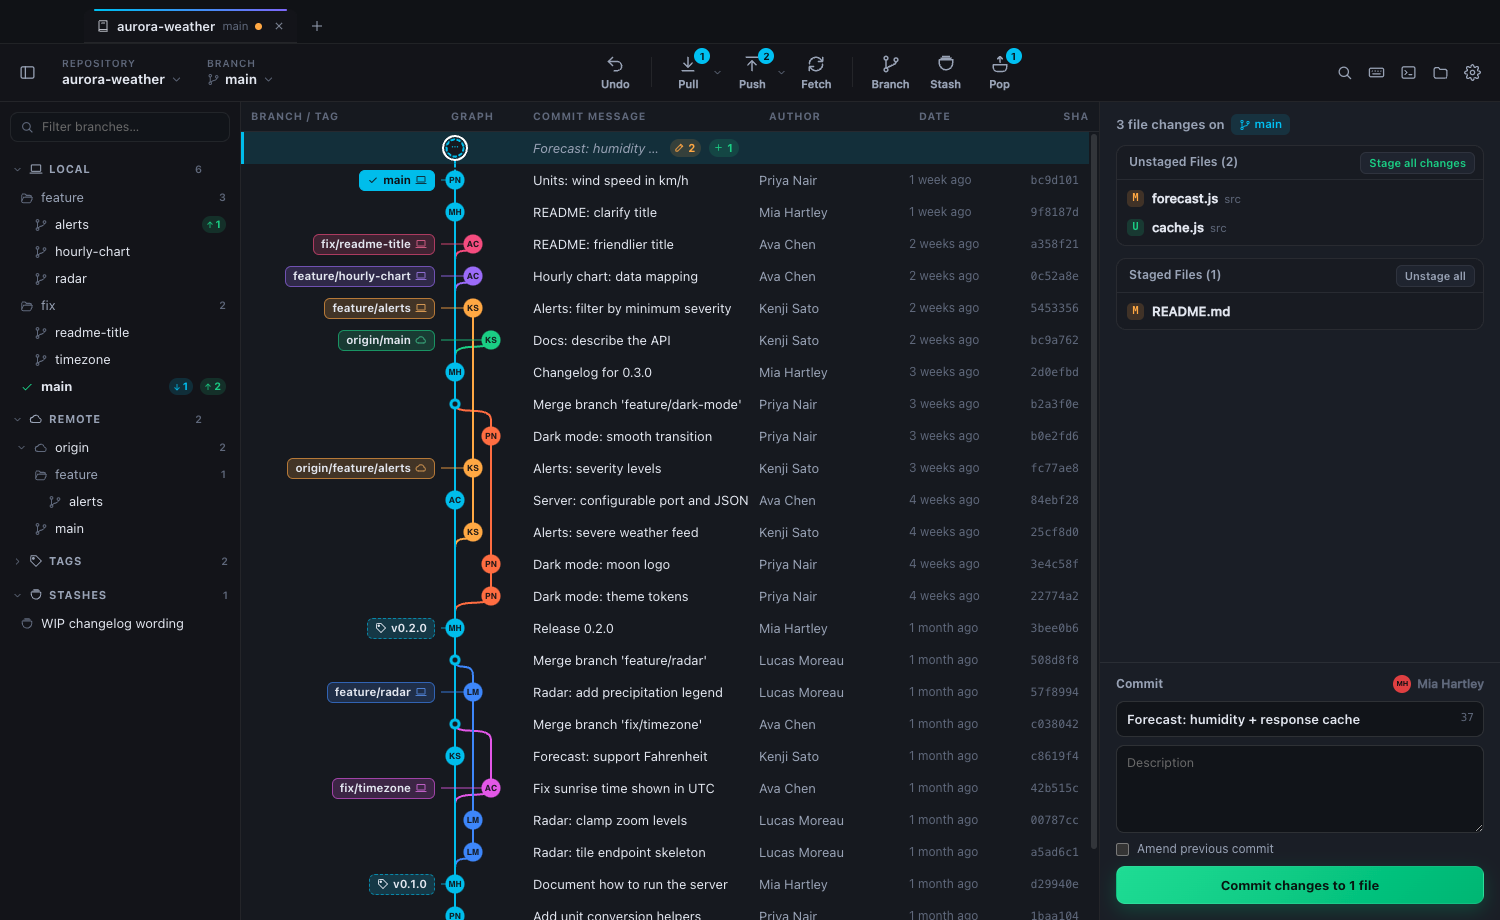 aurora-weather main
REPOSITORY
aurora-weather
BRANCH
main
Undo
Pull 1
Push 2
Fetch
Branch
Stash
Pop 1
Filter branches...
LOCAL 6
feature 3
alerts 1
hourly-chart
radar
fix 2
readme-title
timezone
main 1 2
REMOTE 2
origin 2
feature 1
alerts
main
TAGS 2
STASHES 1
WIP changelog wording
BRANCH / TAG GRAPH COMMIT MESSAGE AUTHOR DATE SHA
Forecast: humidity ... 2 + 1
main PN Units: wind speed in km/h Priya Nair 1 week ago bc9d101
MH README: clarify title Mia Hartley 1 week ago 9f8187d
fix/readme-title AC README: friendlier title Ava Chen 2 weeks ago a358f21
feature/hourly-chart AC Hourly chart: data mapping Ava Chen 2 weeks ago 0c52a8e
feature/alerts KS Alerts: filter by minimum severity Kenji Sato 2 weeks ago 5453356
origin/main KS Docs: describe the API Kenji Sato 2 weeks ago bc9a762
MH Changelog for 0.3.0 Mia Hartley 3 weeks ago 2d0efbd
Merge branch 'feature/dark-mode' Priya Nair 3 weeks ago b2a3f0e
PN Dark mode: smooth transition Priya Nair 3 weeks ago b0e2fd6
origin/feature/alerts KS Alerts: severity levels Kenji Sato 3 weeks ago fc77ae8
AC Server: configurable port and JSON Ava Chen 4 weeks ago 84ebf28
KS Alerts: severe weather feed Kenji Sato 4 weeks ago 25cf8d0
PN Dark mode: moon logo Priya Nair 4 weeks ago 3e4c58f
PN Dark mode: theme tokens Priya Nair 4 weeks ago 22774a2
v0.2.0 MH Release 0.2.0 Mia Hartley 1 month ago 3bee0b6
Merge branch 'feature/radar' Lucas Moreau 1 month ago 508d8f8
feature/radar LM Radar: add precipitation legend Lucas Moreau 1 month ago 57f8994
Merge branch 'fix/timezone' Ava Chen 1 month ago c038042
KS Forecast: support Fahrenheit Kenji Sato 1 month ago c8619f4
fix/timezone AC Fix sunrise time shown in UTC Ava Chen 1 month ago 42b515c
LM Radar: clamp zoom levels Lucas Moreau 1 month ago 00787cc
LM Radar: tile endpoint skeleton Lucas Moreau 1 month ago a5ad6c1
v0.1.0 MH Document how to run the server Mia Hartley 1 month ago d29940e
PN Add unit conversion helpers Priya Nair 1 month ago 1baa104
3 file changes on main
Unstaged Files (2) Stage all changes
M forecast.js src
U cache.js src
Staged Files (1) Unstage all
M README.md
Commit MH Mia Hartley
Forecast: humidity + response cache 37
Description
Amend previous commit
Commit changes to 1 file